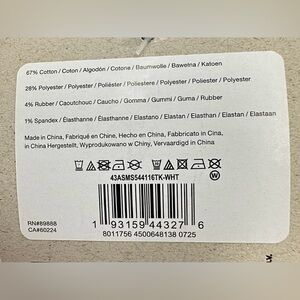 67% Cotton / Coton / Algodón / Cotone / Baumwolle / Bawełna / Katoen
28% Polyester / Polyester / Poliéster / Poliestere / Polyester / Poliester / Polyester
4% Rubber / Caoutchouc / Caucho / Gomma / Gummi / Guma / Rubber
1% Spandex / Élasthanne / Elasthanne / Elastano / Elastan / Elastan / Elastaan
Made in China, Fabriqué en Chine, Hecho en China, Fabbricato in Cina,
in China Hergestellt, Wyprodukowano w Chiny, Vervaardigd in China
W
43ASMS544116TK-WHT
RN#89888
CA#60224
1 93159 44327 6
8011756 4500648138 0725